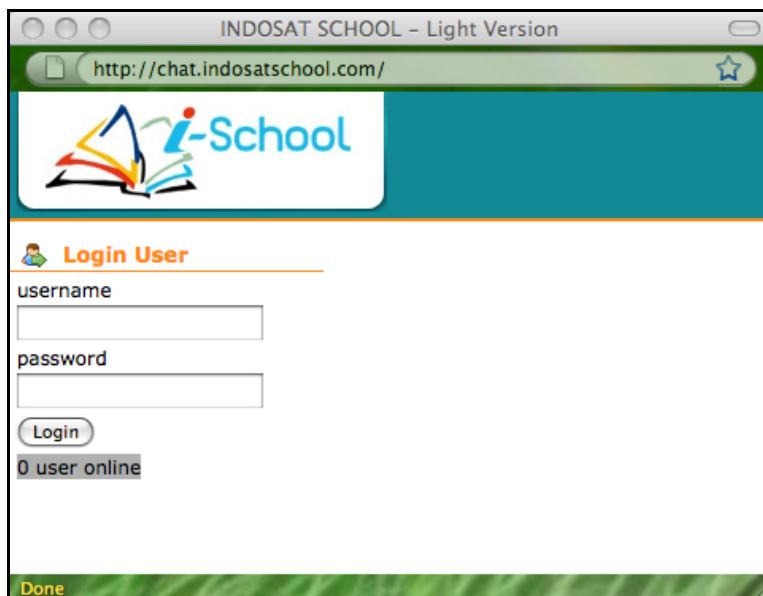 INDOSAT SCHOOL – Light Version
http://chat.indosatschool.com/
i-School
Login User
username
password
Login
0 user online
Done